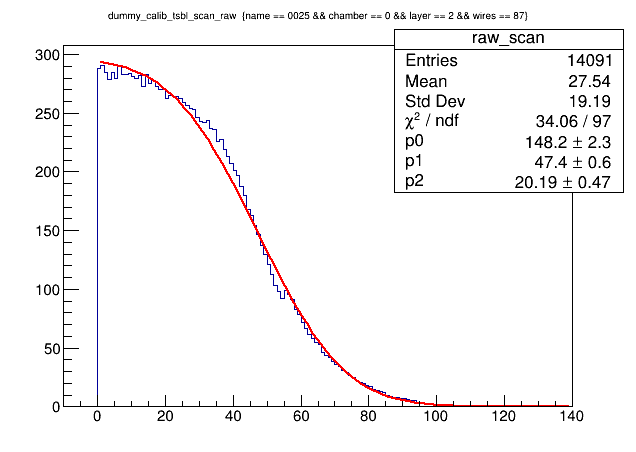 dummy_calib_tsbl_scan_raw {name == 0025 && chamber == 0 && layer == 2 && wires == 87}
raw_scan
Entries 14091
Mean 27.54
Std Dev 19.19
χ² / ndf 34.06 / 97
p0 148.2 ± 2.3
p1 47.4 ± 0.6
p2 20.19 ± 0.47
300
250
200
150
100
50
0
0 20 40 60 80 100 120 140